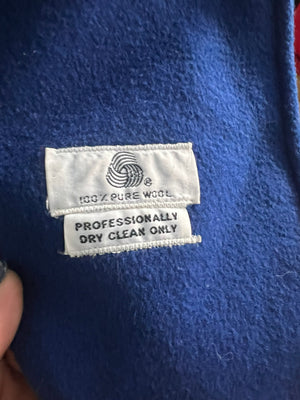 ®
100% PURE WOOL
PROFESSIONALLY
DRY CLEAN ONLY